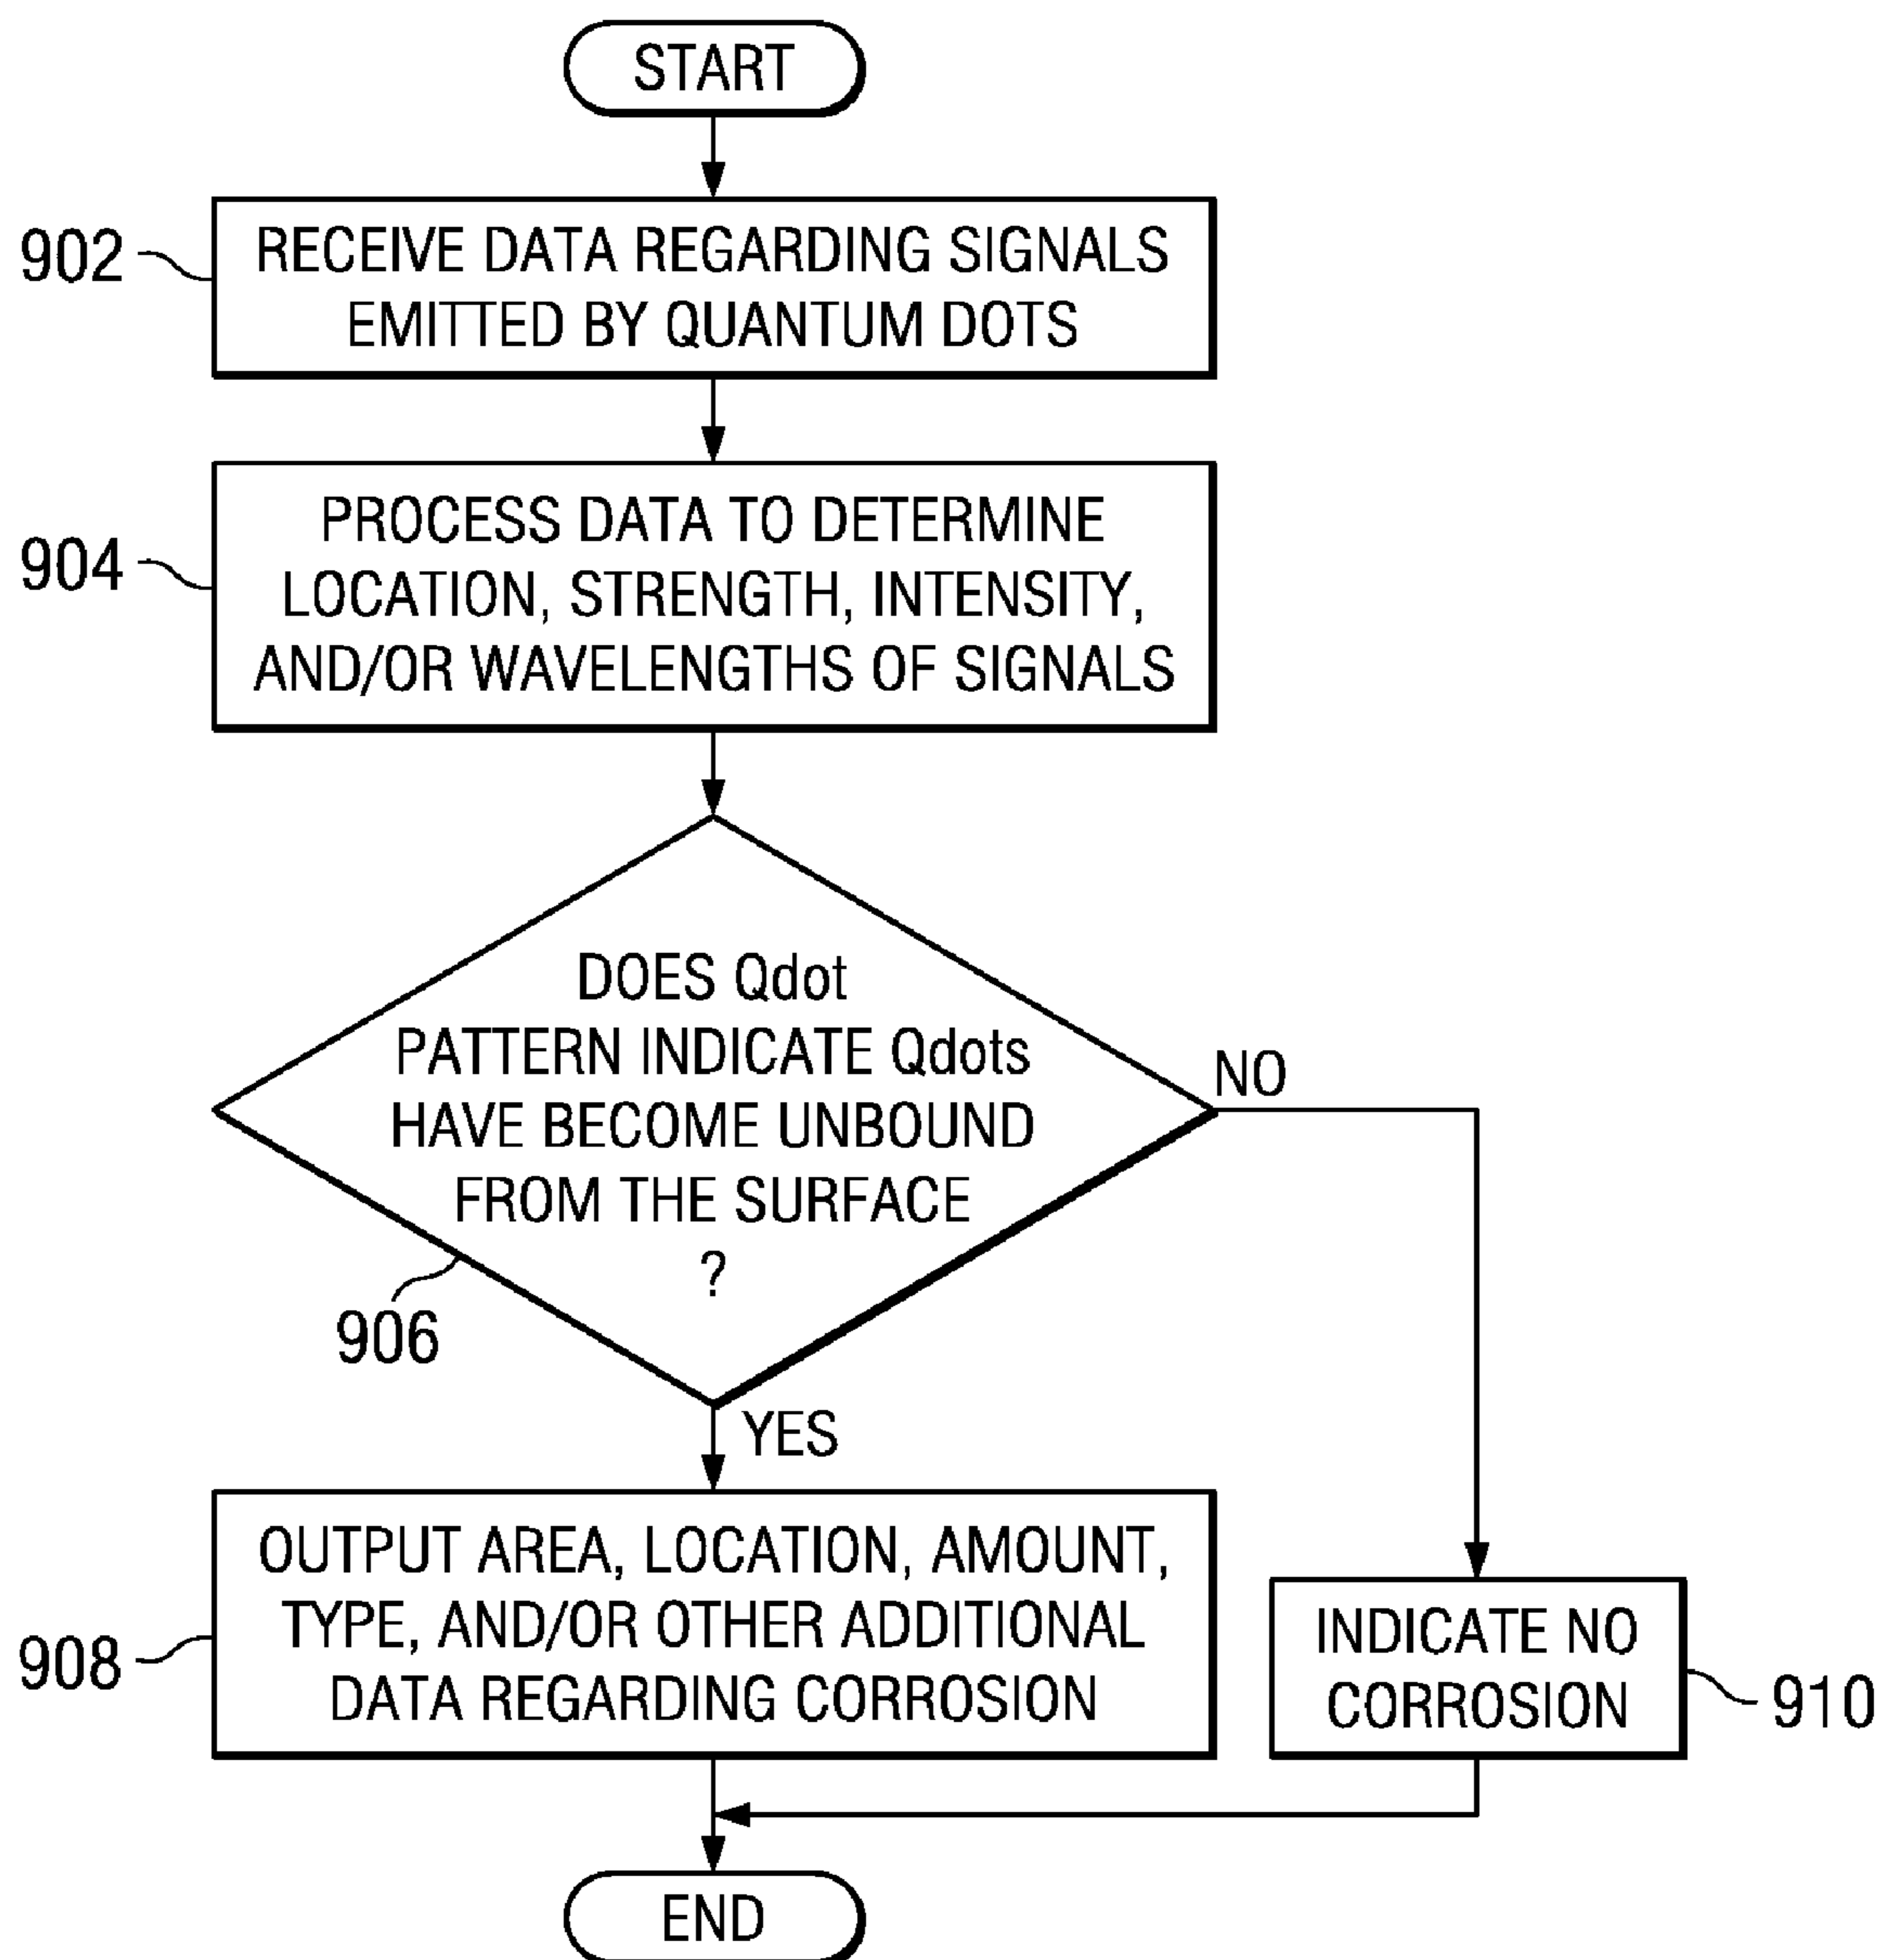 START
902
RECEIVE DATA REGARDING SIGNALS
EMITTED BY QUANTUM DOTS
904
PROCESS DATA TO DETERMINE
LOCATION, STRENGTH, INTENSITY,
AND/OR WAVELENGTHS OF SIGNALS
DOES Qdot
PATTERN INDICATE Qdots
HAVE BECOME UNBOUND
FROM THE SURFACE
?
906
NO
YES
908
OUTPUT AREA, LOCATION, AMOUNT,
TYPE, AND/OR OTHER ADDITIONAL
DATA REGARDING CORROSION
INDICATE NO
CORROSION
910
END